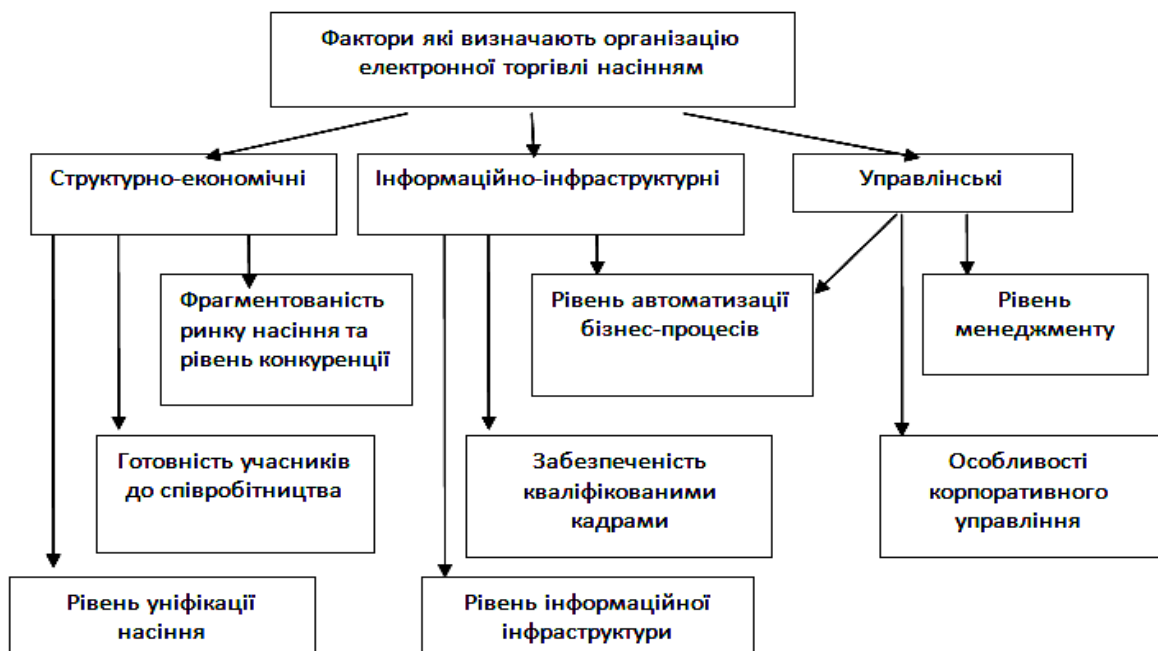 Фактори які визначають організацію
електронної торгівлі насінням
Структурно-економічні
Інформаційно-інфраструктурні
Управлінські
Фрагментованість
ринку насіння та
рівень конкуренції
Рівень автоматизації
бізнес-процесів
Рівень
менеджменту
Готовність учасників
до співробітництва
Забезпеченість
кваліфікованими
кадрами
Особливості
корпоративного
управління
Рівень уніфікації
насіння
Рівень інформаційної
інфраструктури